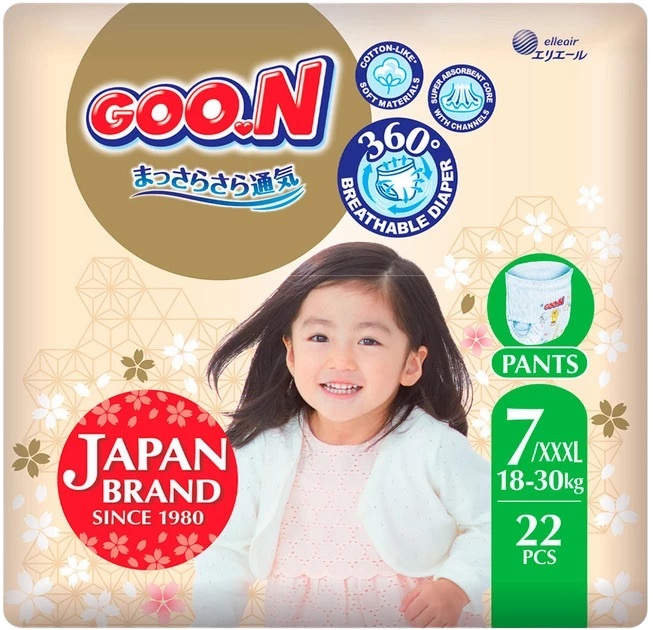 elleair
エリエール
GOO.N
まっさらさら通気
COTTON-LIKE*
SOFT MATERIALS
SUPER ABSORBENT CORE
WITH CHANNELS
360°
BREATHABLE DIAPER
GOO.N
PANTS
7/XXXL
18-30kg
22
PCS
JAPAN
BRAND
SINCE 1980